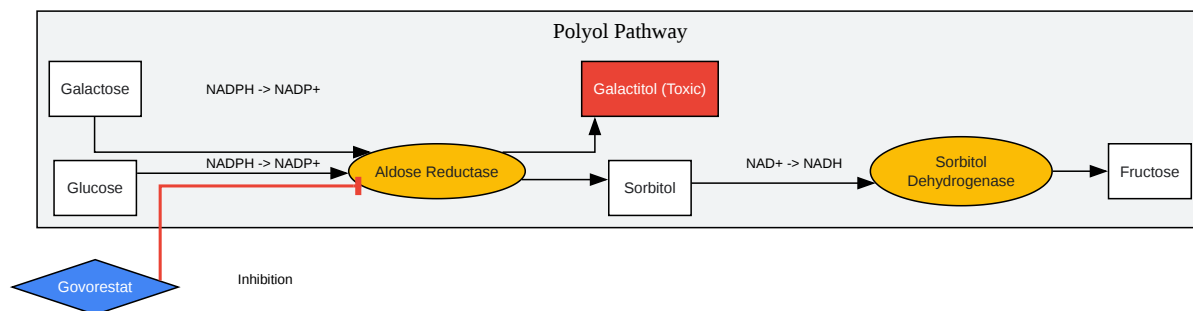 Polyol Pathway
Galactose
NADPH -> NADP+
Galactitol (Toxic)
Glucose
NADPH -> NADP+
Aldose Reductase
Sorbitol
NAD+ -> NADH
Sorbitol
Dehydrogenase
Fructose
Govorestat
Inhibition